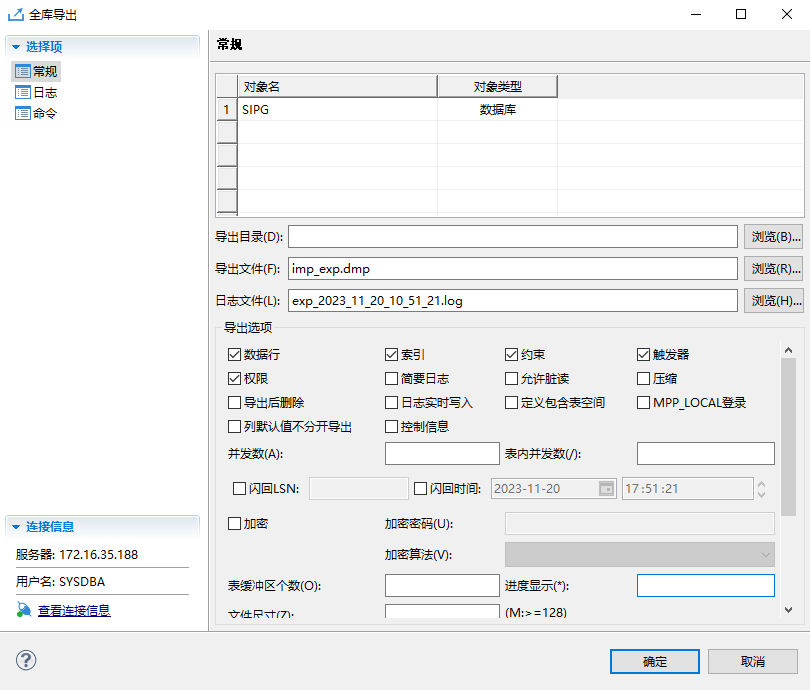 全库导出
选择项
常规
日志
命令
连接信息
服务器: 172.16.35.188
用户名: SYSDBA
查看连接信息
常规
对象名 对象类型
1 SIPG 数据库
导出目录(D): 浏览(B)...
导出文件(F): imp_exp.dmp 浏览(R)...
日志文件(L): exp_2023_11_20_10_51_21.log 浏览(H)...
导出选项
数据行 索引 约束 触发器
权限 简要日志 允许脏读 压缩
导出后删除 日志实时写入 定义包含表空间 MPP_LOCAL登录
列默认值不分开导出 控制信息
并发数(A): 表内并发数(/):
闪回LSN: 闪回时间: 2023-11-20 17:51:21
加密 加密密码(U):
加密算法(V):
表缓冲区个数(O): 进度显示(*):
文件尺寸(Z): (M:>=128)
确定 取消